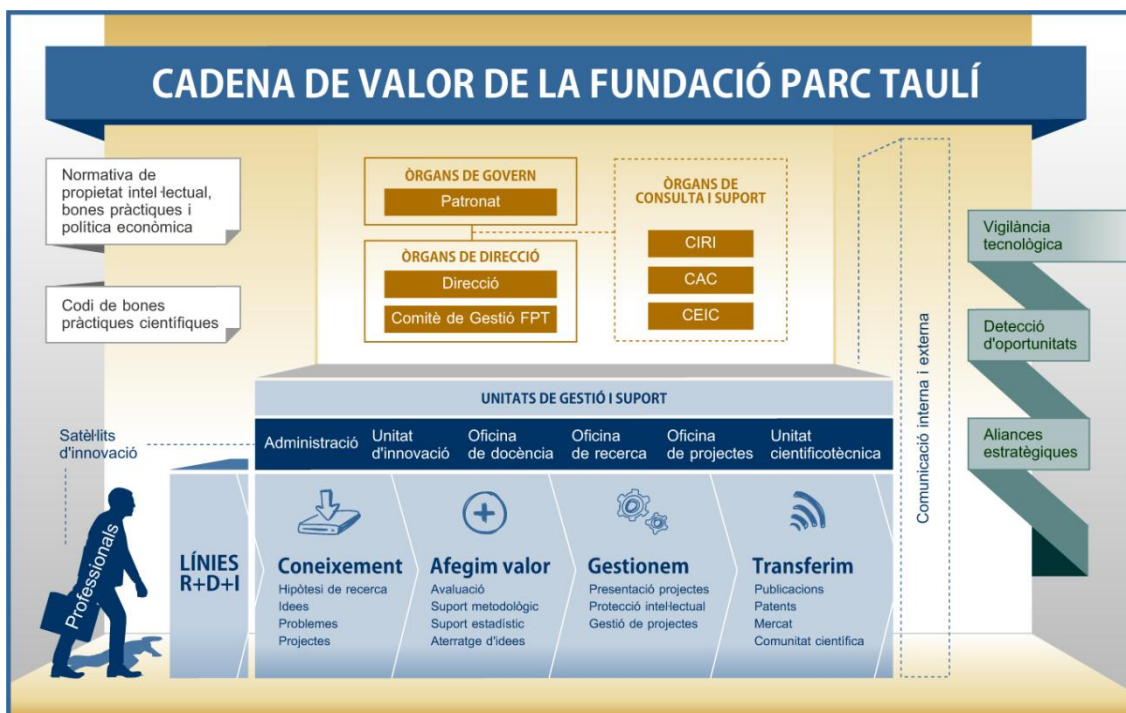 CADENA DE VALOR DE LA FUNDACIÓ PARC TAULÍ
Normativa de
propietat intel·lectual,
bones pràctiques i
política econòmica
Codi de bones
pràctiques científiques
ÒRGANS DE GOVERN
Patronat
ÒRGANS DE DIRECCIÓ
Direcció
Comitè de Gestió FPT
ÒRGANS DE
CONSULTA I SUPORT
CIRI
CAC
CEIC
Comunicació interna i externa
Vigilància
tecnològica
Detecció
d'oportunitats
Aliances
estratègiques
UNITATS DE GESTIÓ I SUPORT
Satèl·lits
d'innovació
Administració
Unitat
d'innovació
Oficina
de docència
Oficina
de recerca
Oficina
de projectes
Unitat
cientificotècnica
Professionals
LÍNIES
R+D+I
Coneixement
Hipòtesi de recerca
Idees
Problemes
Projectes
Afegim valor
Avaluació
Suport metodològic
Suport estadístic
Aterratge d'idees
Gestionem
Presentació projectes
Protecció intel·lectual
Gestió de projectes
Transferim
Publicacions
Patents
Mercat
Comunitat científica